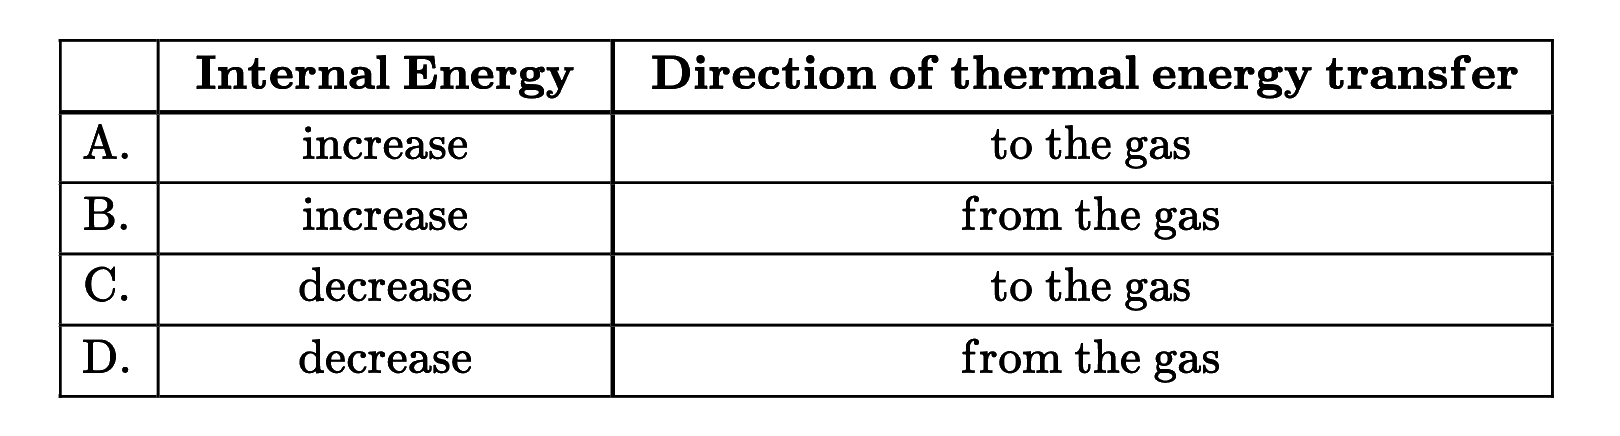 Internal Energy Direction of thermal energy transfer
A. increase to the gas
B. increase from the gas
C. decrease to the gas
D. decrease from the gas